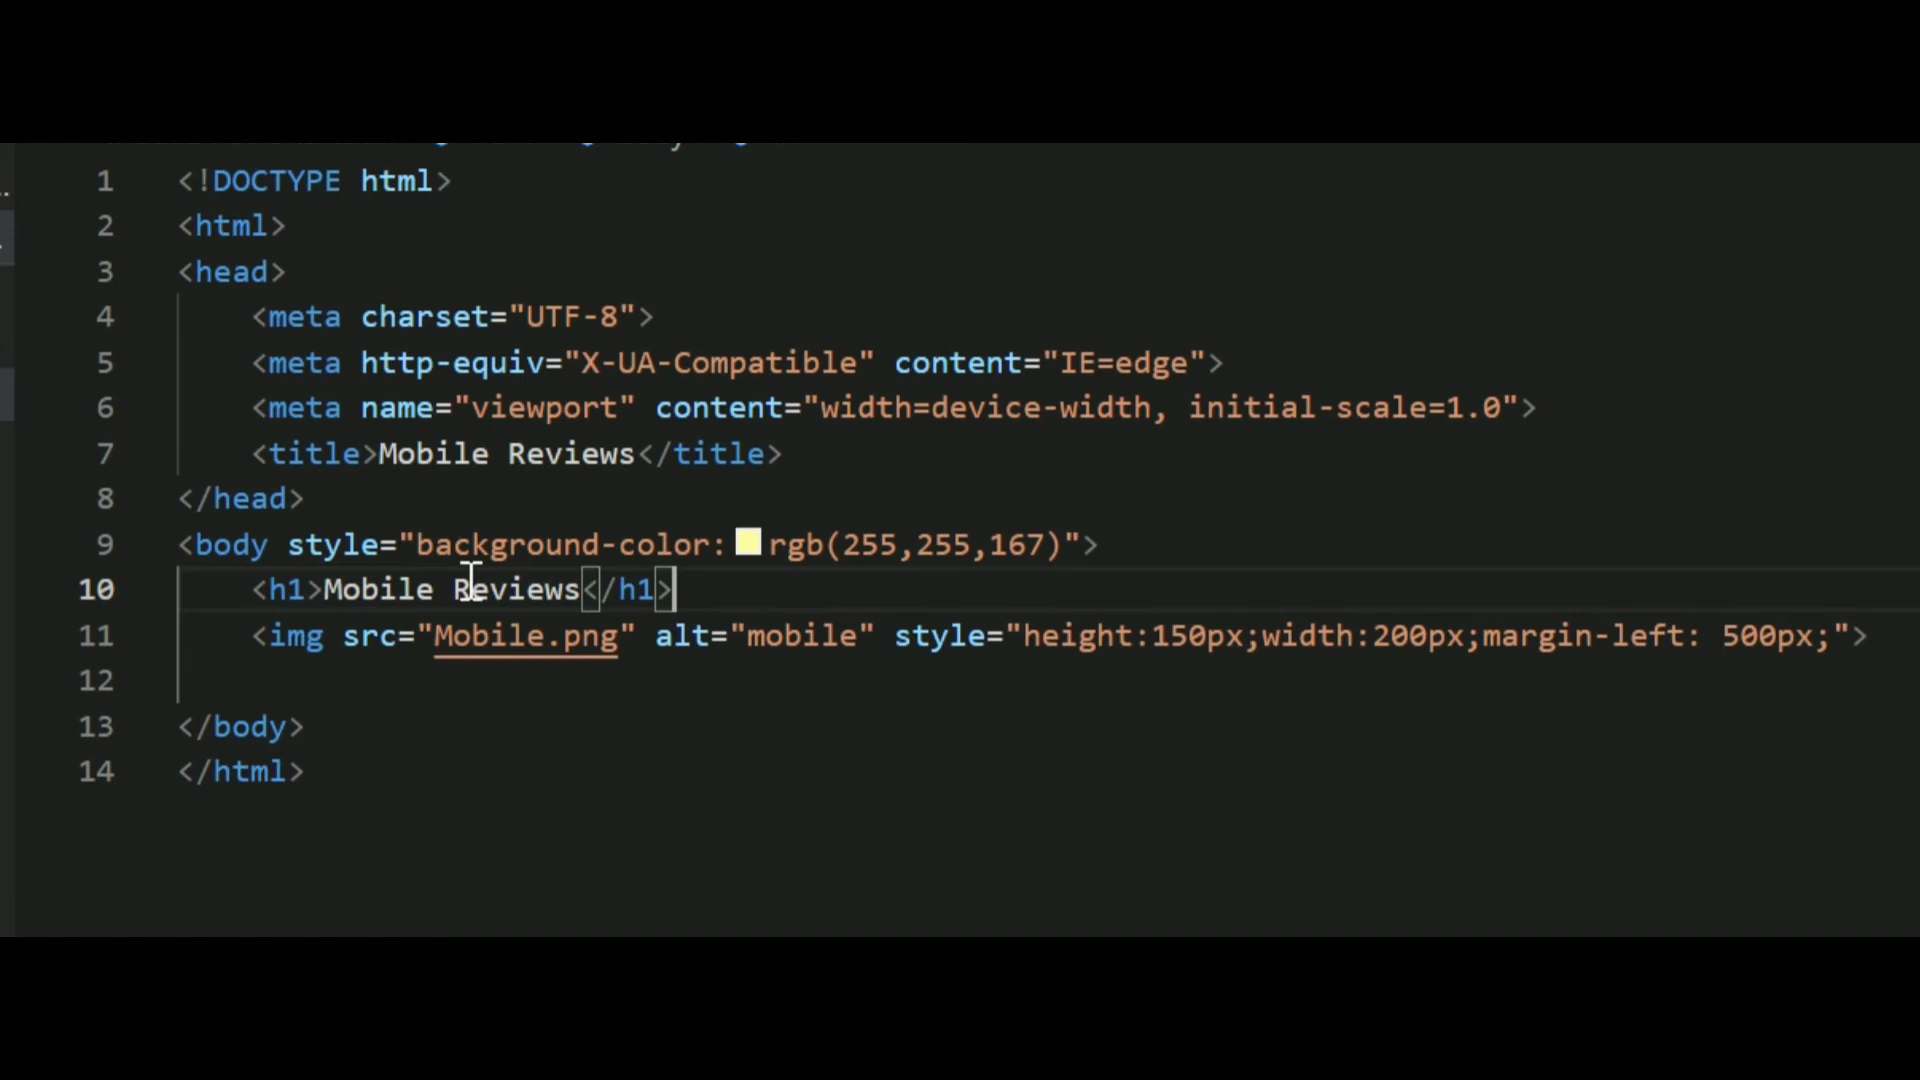 1 <!DOCTYPE html>
2 <html>
3 <head>
4 <meta charset="UTF-8">
5 <meta http-equiv="X-UA-Compatible" content="IE=edge">
6 <meta name="viewport" content="width=device-width, initial-scale=1.0">
7 <title>Mobile Reviews</title>
8 </head>
9 <body style="background-color: rgb(255,255,167)">
10 <h1>Mobile Reviews</h1>
11 <img src="Mobile.png" alt="mobile" style="height:150px;width:200px;margin-left: 500px;">
12
13 </body>
14 </html>